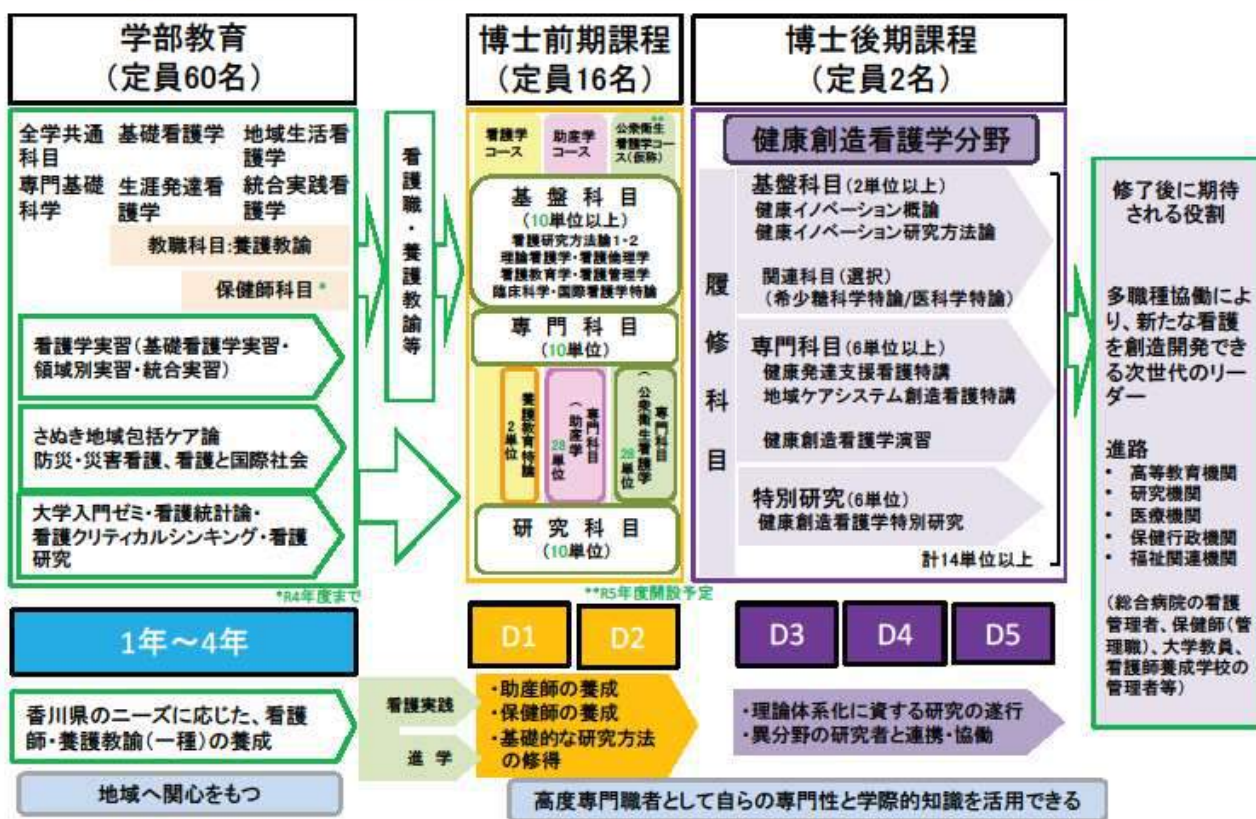 学部教育
(定員60名)
全学共通
科目
基礎看護学
地域生活看
護学
専門基礎
科学
生涯発達看
護学
統合実践看
護学
教職科目:養護教諭
保健師科目*
看護学実習(基礎看護学実習・
領域別実習・統合実習)
さぬき地域包括ケア論
防災・災害看護、看護と国際社会
大学入門ゼミ・看護統計論・
看護クリティカルシンキング・看護
研究
*R4年度まで
1年～4年
香川県のニーズに応じた、看護
師・養護教諭(一種)の養成
地域へ関心をもつ
看護職・養護教諭等
看護実践
進学
博士前期課程
(定員16名)
看護学
コース
助産学
コース
**
公衆衛生
看護学コー
ス(仮称)
基盤科目
(10単位以上)
看護研究方法論1・2
理論看護学・看護倫理学
看護教育学・看護管理学
臨床科学・国際看護学特論
専門科目
(10単位)
養護教育特論
2単位
専門科目
(助産学
28単位
専門科目
(公衆衛生看護学
28単位
研究科目
(10単位)
**R5年度開設予定
D1
D2
・助産師の養成
・保健師の養成
・基礎的な研究方法
の修得
博士後期課程
(定員2名)
健康創造看護学分野
履修科目
基盤科目(2単位以上)
健康イノベーション概論
健康イノベーション研究方法論
関連科目(選択)
(希少糖科学特論/医科学特論)
専門科目(6単位以上)
健康発達支援看護特講
地域ケアシステム創造看護特講
健康創造看護学演習
特別研究(6単位)
健康創造看護学特別研究
計14単位以上
D3
D4
D5
・理論体系化に資する研究の遂行
・異分野の研究者と連携・協働
高度専門職者として自らの専門性と学際的知識を活用できる
修了後に期待
される役割
多職種協働によ
り、新たな看護
を創造開発でき
る次世代のリー
ダー
進路
• 高等教育機関
• 研究機関
• 医療機関
• 保健行政機関
• 福祉関連機関
(総合病院の看護
管理者、保健師(管
理職)、大学教員、
看護師養成学校の
管理者等)